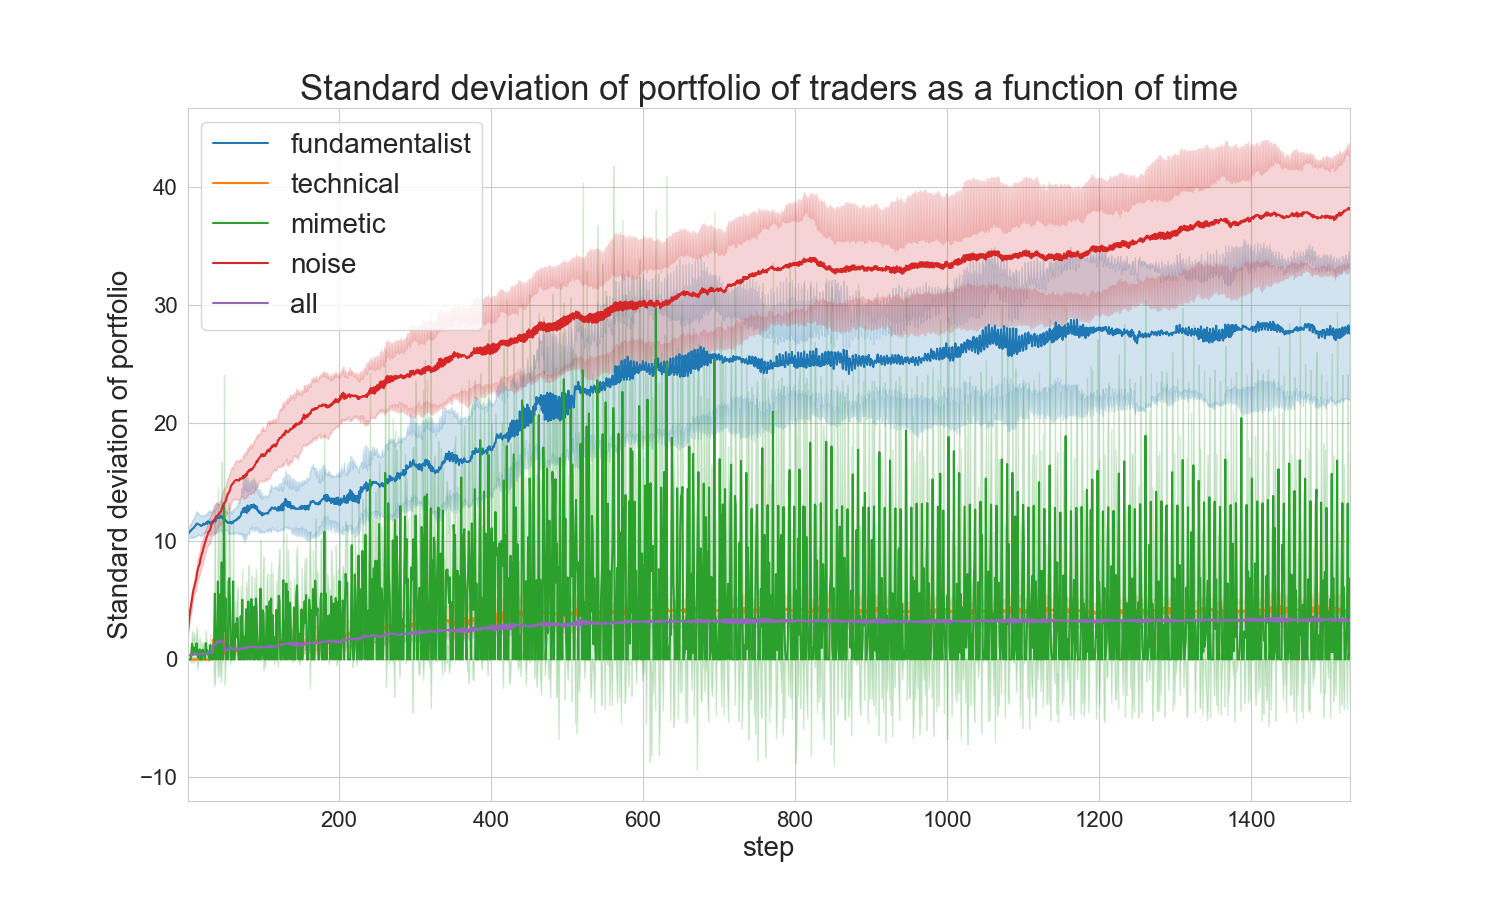 Standard deviation of portfolio of traders as a function of time
fundamentalist
technical
mimetic
noise
all
Standard deviation of portfolio
40
30
20
10
0
−10
200 400 600 800 1000 1200 1400
step